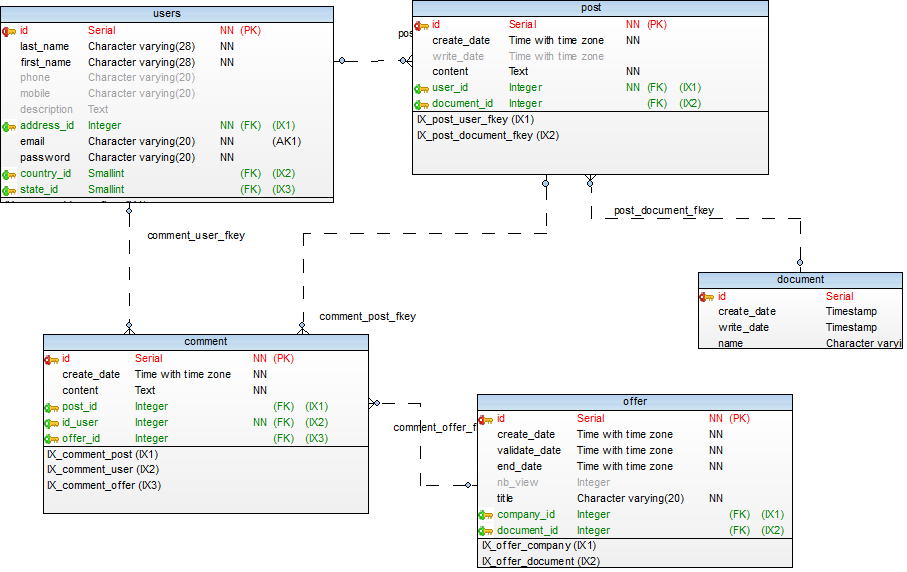 users
id Serial NN (PK)
last_name Character varying(28) NN
first_name Character varying(28) NN
phone Character varying(20)
mobile Character varying(20)
description Text
address_id Integer NN (FK) (IX1)
email Character varying(20) NN (AK1)
password Character varying(20) NN
country_id Smallint (FK) (IX2)
state_id Smallint (FK) (IX3)
post
id Serial NN (PK)
create_date Time with time zone NN
write_date Time with time zone
content Text NN
user_id Integer NN (FK) (IX1)
document_id Integer (FK) (IX2)
IX_post_user_fkey (IX1)
IX_post_document_fkey (IX2)
comment_user_fkey
post_document_fkey
comment_post_fkey
document
id Serial
create_date Timestamp
write_date Timestamp
name Character varyi
comment
id Serial NN (PK)
create_date Time with time zone NN
content Text NN
post_id Integer (FK) (IX1)
id_user Integer NN (FK) (IX2)
offer_id Integer (FK) (IX3)
IX_comment_post (IX1)
IX_comment_user (IX2)
IX_comment_offer (IX3)
comment_offer_f
offer
id Serial NN (PK)
create_date Time with time zone NN
validate_date Time with time zone NN
end_date Time with time zone NN
nb_view Integer
title Character varying(20) NN
company_id Integer (FK) (IX1)
document_id Integer (FK) (IX2)
IX_offer_company (IX1)
IX_offer_document (IX2)